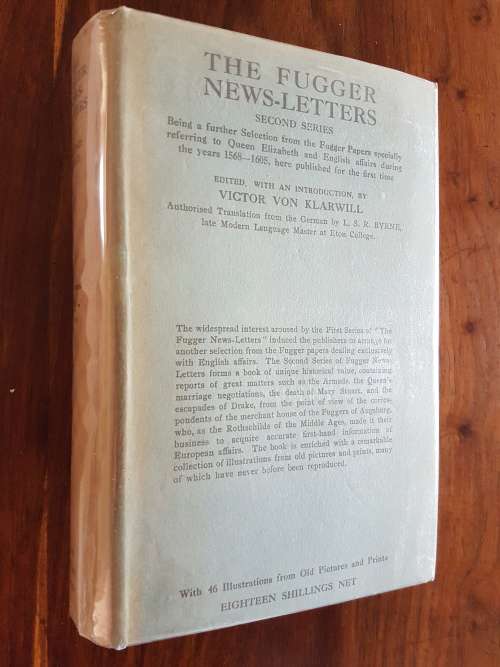 THE FUGGER
NEWS-LETTERS
SECOND SERIES
Being a further Selection from the Fugger Papers specially
referring to Queen Elizabeth and English affairs during
the years 1568—1605, here published for the first time
EDITED, WITH AN INTRODUCTION, BY
VICTOR VON KLARWILL
Authorised Translation from the German by L. S. R. BYRNE,
late Modern Language Master at Eton College.
The widespread interest aroused by the First Series of "The
Fugger News-Letters" induced the publishers to arrange for
another selection from the Fugger papers dealing exclusively
with English affairs. The Second Series of Fugger News-
Letters forms a book of unique historical value, containing
reports of great matters such as the Armada, the Queen's
marriage negotiations, the death of Mary Stuart, and the
escapades of Drake, from the point of view of the corres-
pondents of the merchant house of the Fuggers of Augsburg,
who, as the Rothschilds of the Middle Ages, made it their
business to acquire accurate first-hand information of
European affairs. The book is enriched with a remarkable
collection of illustrations from old pictures and prints, many
of which have never before been reproduced.
With 46 Illustrations from Old Pictures and Prints
EIGHTEEN SHILLINGS NET